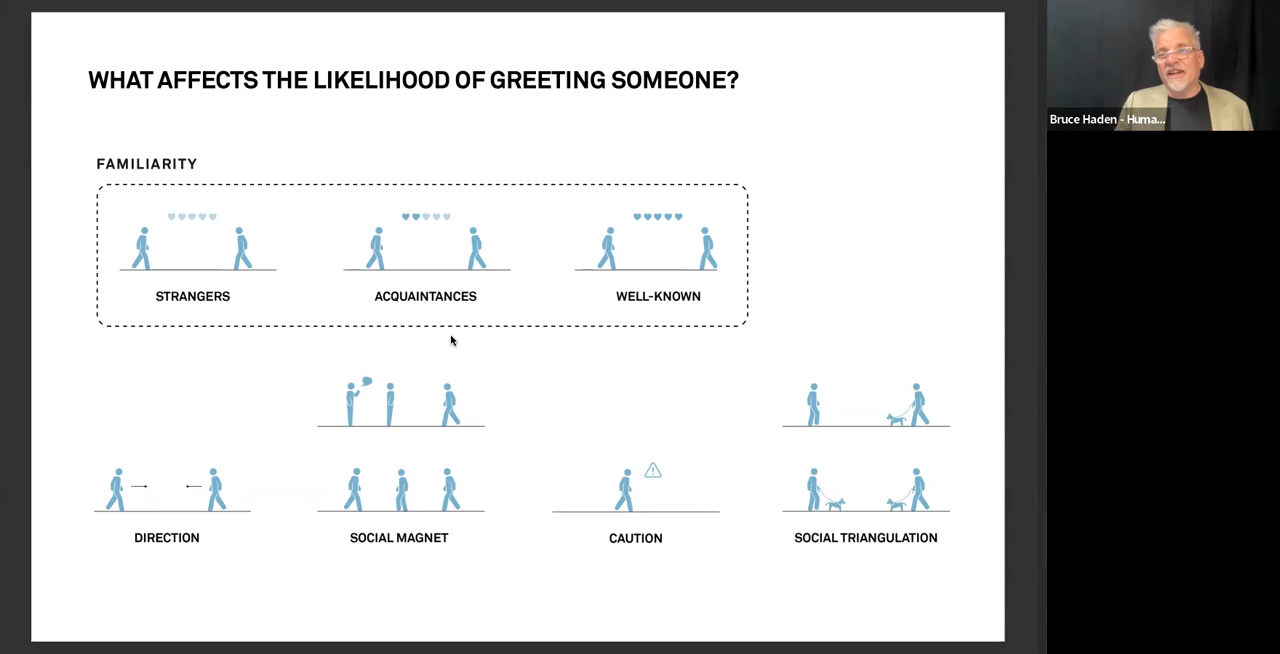 WHAT AFFECTS THE LIKELIHOOD OF GREETING SOMEONE?
Bruce Haden - Huma...
FAMILIARITY
STRANGERS
ACQUAINTANCES
WELL-KNOWN
DIRECTION
SOCIAL MAGNET
CAUTION
SOCIAL TRIANGULATION